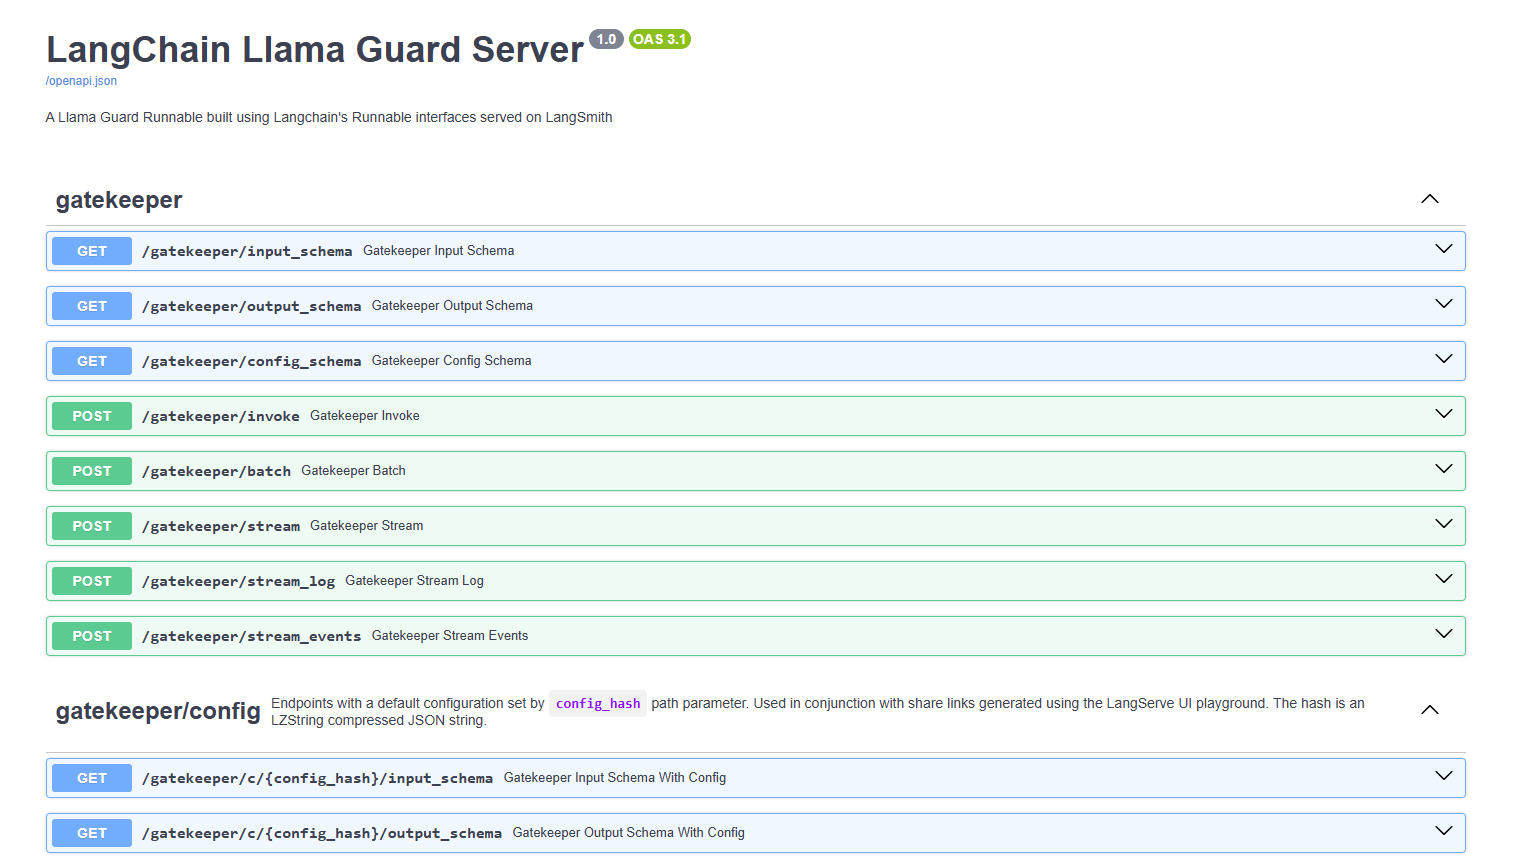 LangChain Llama Guard Server 1.0 OAS 3.1
/openapi.json
A Llama Guard Runnable built using Langchain's Runnable interfaces served on LangSmith
gatekeeper
GET /gatekeeper/input_schema Gatekeeper Input Schema
GET /gatekeeper/output_schema Gatekeeper Output Schema
GET /gatekeeper/config_schema Gatekeeper Config Schema
POST /gatekeeper/invoke Gatekeeper Invoke
POST /gatekeeper/batch Gatekeeper Batch
POST /gatekeeper/stream Gatekeeper Stream
POST /gatekeeper/stream_log Gatekeeper Stream Log
POST /gatekeeper/stream_events Gatekeeper Stream Events
gatekeeper/config Endpoints with a default configuration set by config_hash path parameter. Used in conjunction with share links generated using the LangServe UI playground. The hash is an
LZString compressed JSON string.
GET /gatekeeper/c/{config_hash}/input_schema Gatekeeper Input Schema With Config
GET /gatekeeper/c/{config_hash}/output_schema Gatekeeper Output Schema With Config